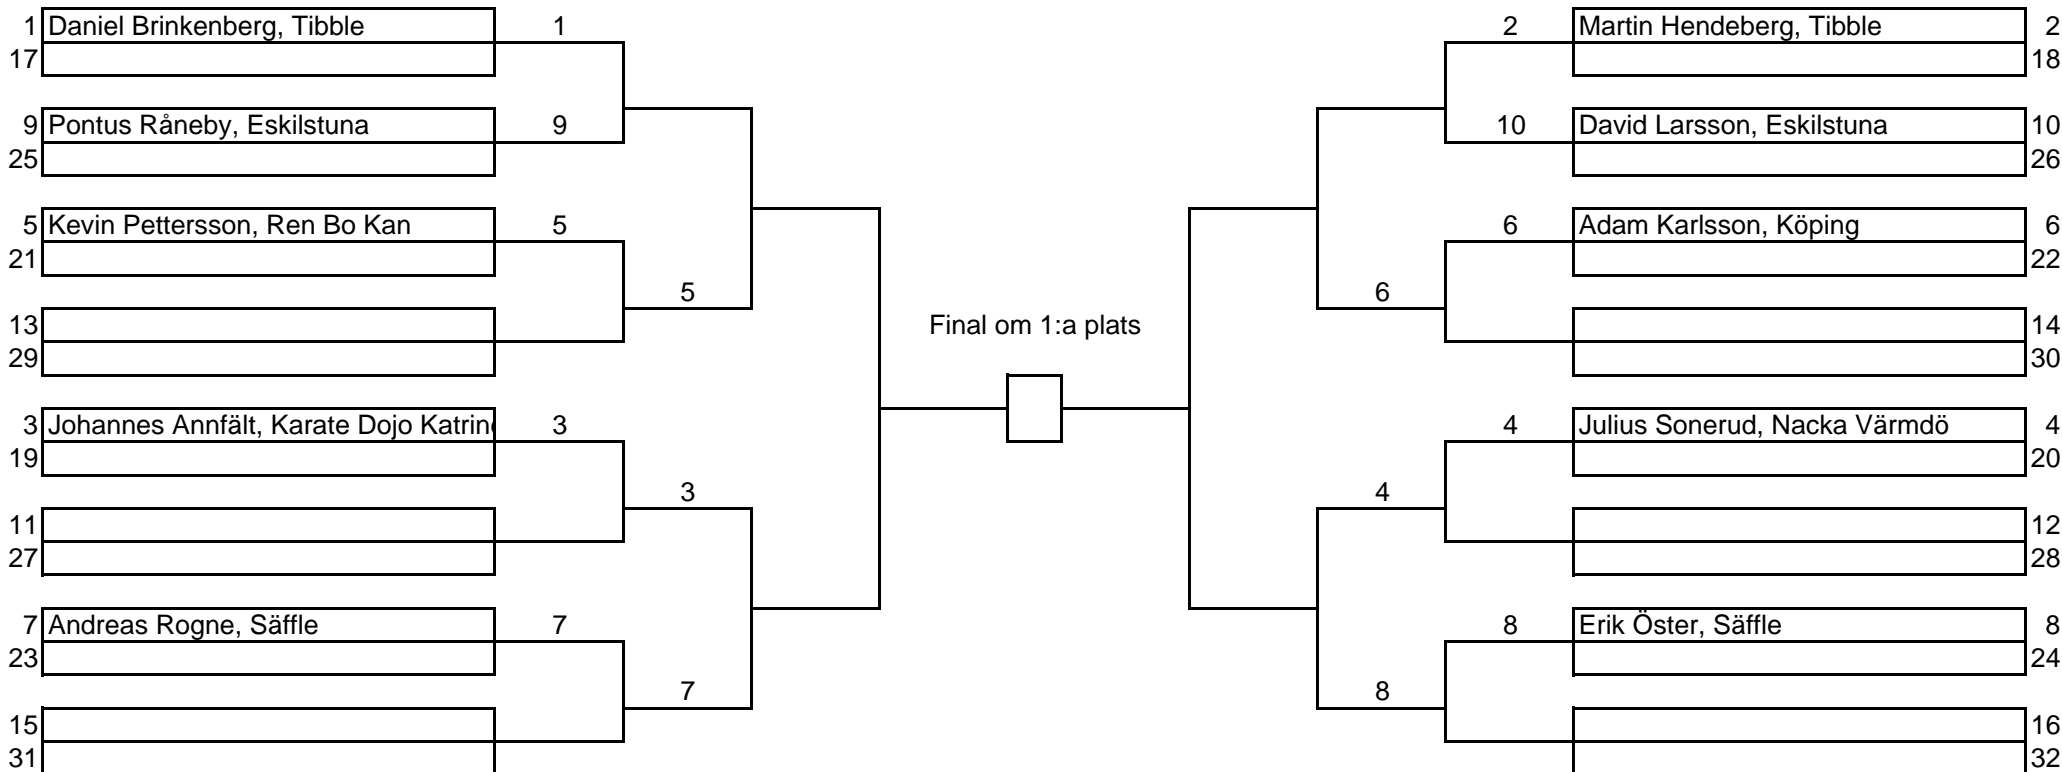 1 Daniel Brinkenberg, Tibble 1 2 Martin Hendeberg, Tibble 2
17 18
9 Pontus Råneby, Eskilstuna 9 10 David Larsson, Eskilstuna 10
25 26
5 Kevin Pettersson, Ren Bo Kan 5 6 Adam Karlsson, Köping 6
21 22
5 6
13 Final om 1:a plats 14
29 30
3 Johannes Annfält, Karate Dojo Katrin 3 4 Julius Sonerud, Nacka Värmdö 4
19 20
3 4
11 12
27 28
7 Andreas Rogne, Säffle 7 8 Erik Öster, Säffle 8
23 24
7 8
15 16
31 32